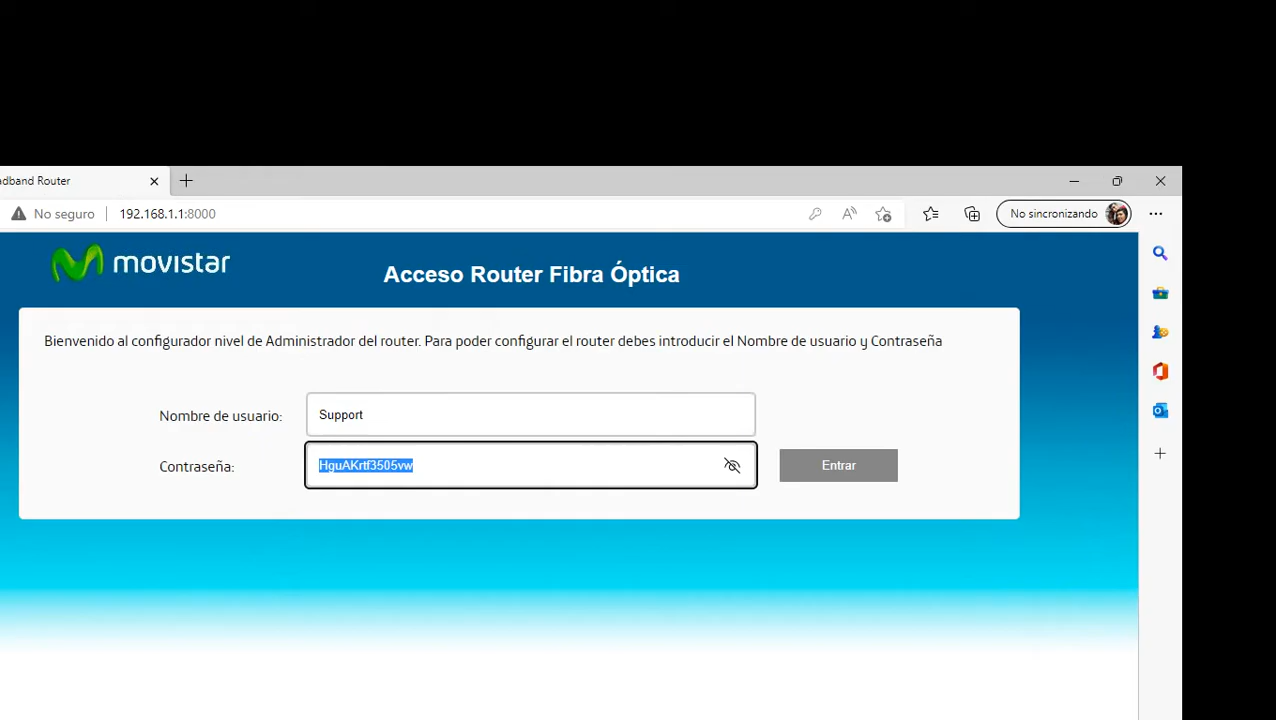 adband Router
No seguro 192.168.1.1:8000
No sincronizando
movistar
Acceso Router Fibra Óptica
Bienvenido al configurador nivel de Administrador del router. Para poder configurar el router debes introducir el Nombre de usuario y Contraseña
Nombre de usuario: Support
Contraseña: HguAKrtf3505vw Entrar